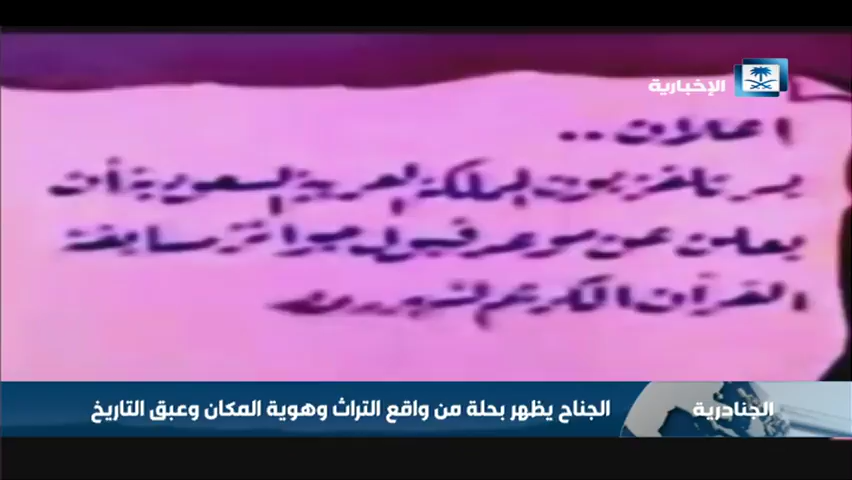 الإخبارية
اعلان ..
يسر تلفزيون المملكة العربية السعودية أن
يعلن عن موعد قبول جوائز مسابقة
القرآن الكريم لشهر
الجنادرية
الجناح يظهر بحلة من واقع التراث وهوية المكان وعبق التاريخ